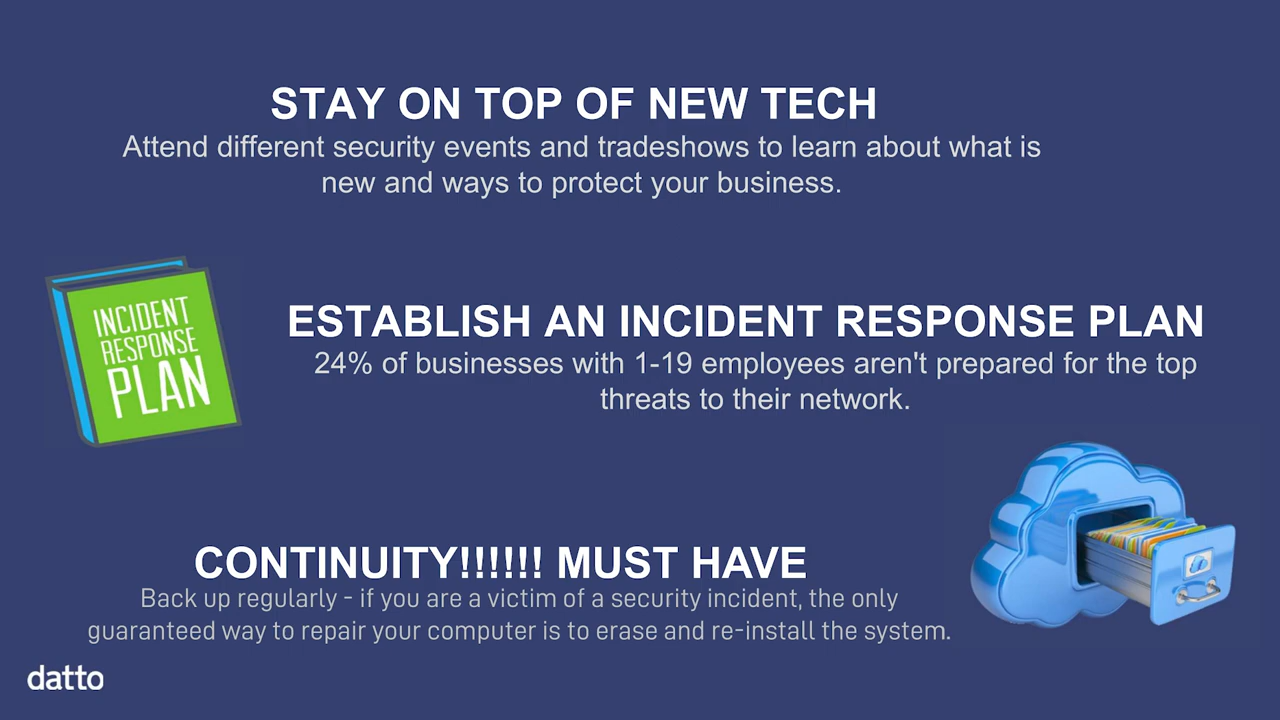 STAY ON TOP OF NEW TECH
Attend different security events and tradeshows to learn about what is
new and ways to protect your business.
INCIDENT
RESPONSE
PLAN
ESTABLISH AN INCIDENT RESPONSE PLAN
24% of businesses with 1-19 employees aren't prepared for the top
threats to their network.
CONTINUITY!!!!!! MUST HAVE
Back up regularly - if you are a victim of a security incident, the only
guaranteed way to repair your computer is to erase and re-install the system.
datto